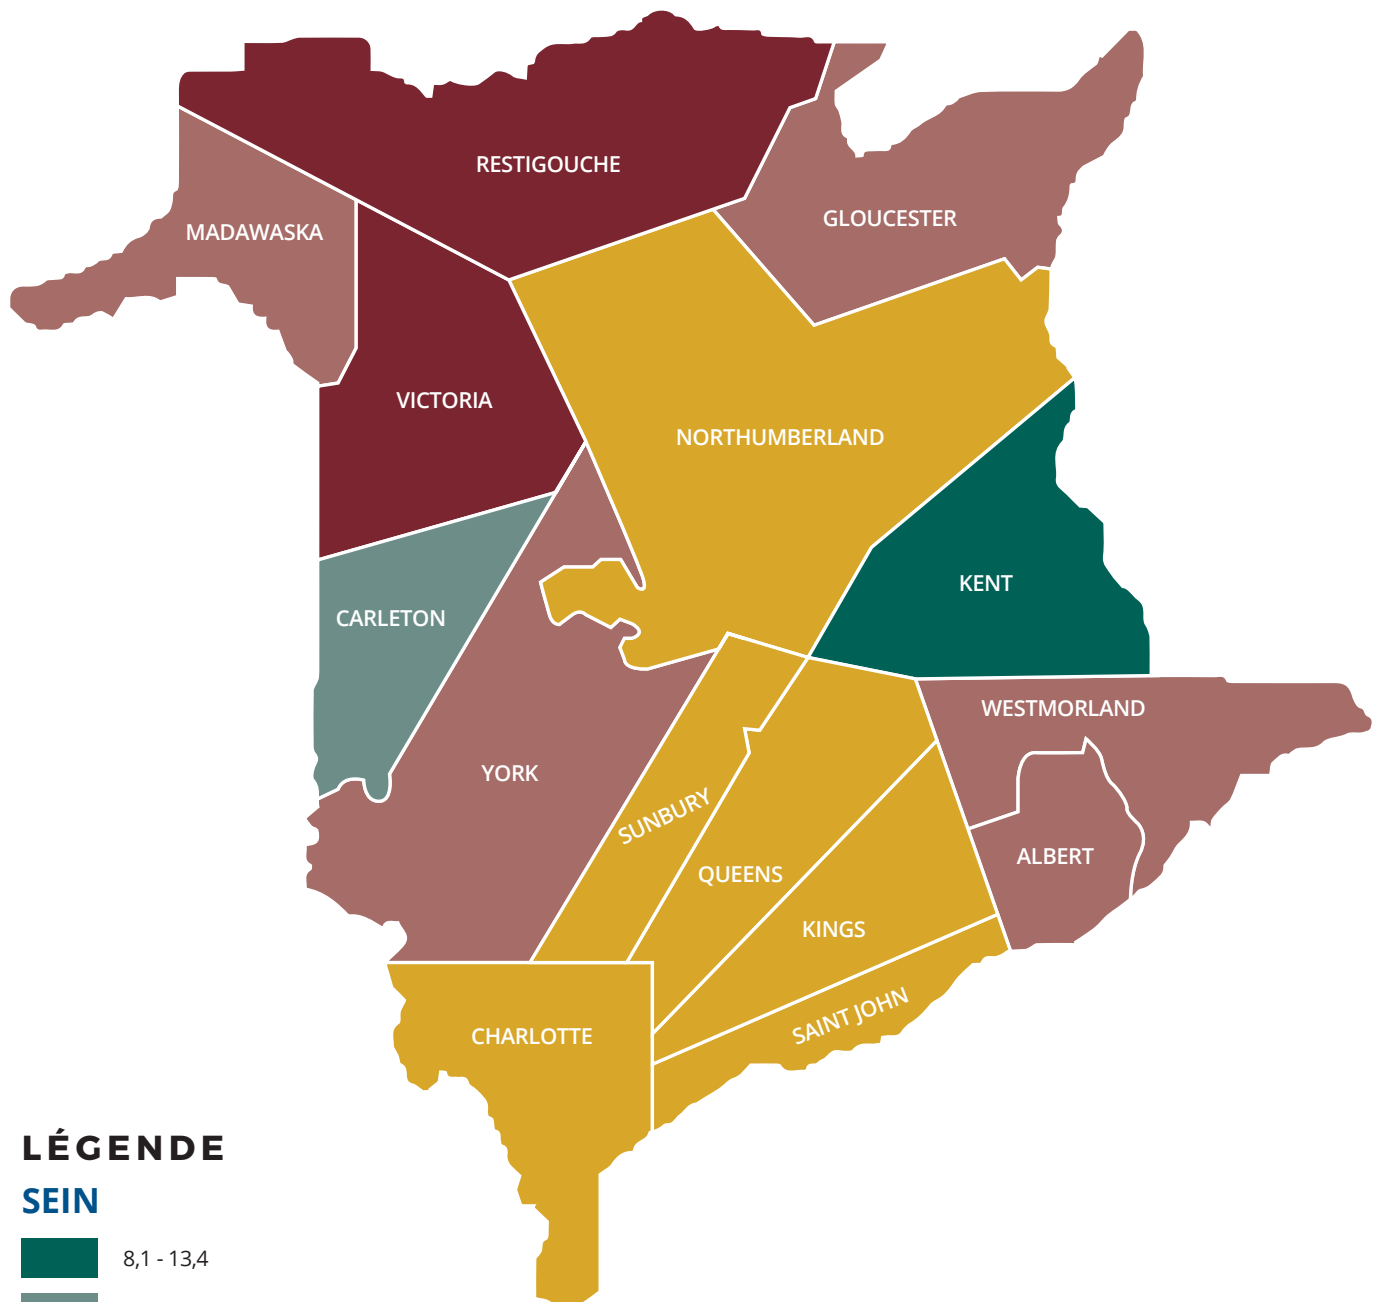 RESTIGOUCHE
GLOUCESTER
MADAWASKA
VICTORIA
NORTHUMBERLAND
KENT
CARLETON
WESTMORLAND
YORK
SUNBURY
ALBERT
QUEENS
KINGS
SAINT JOHN
CHARLOTTE
LÉGENDE
SEIN
8,1 - 13,4